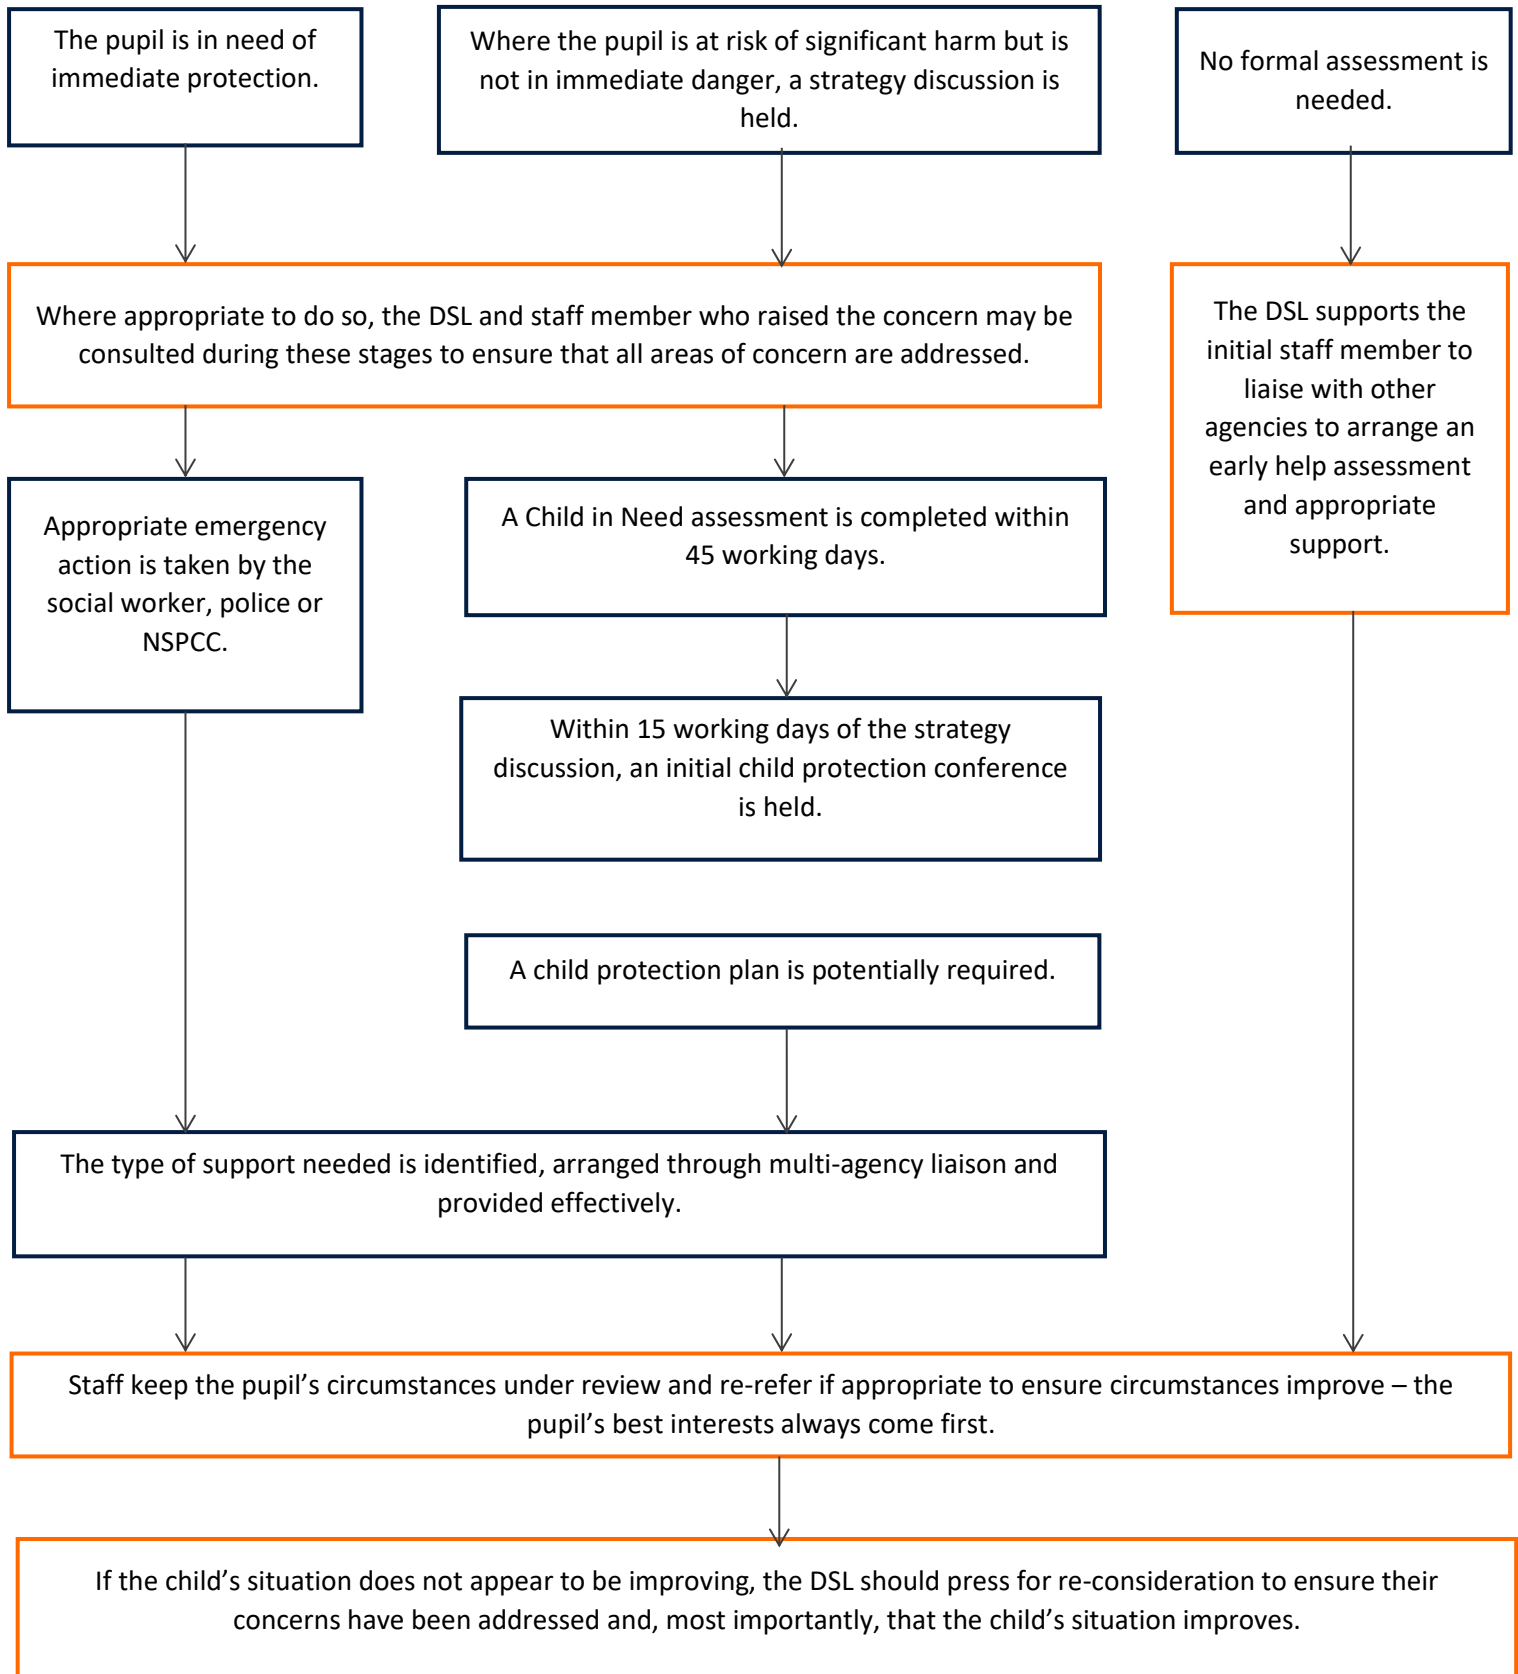 The pupil is in need of
immediate protection.
Where the pupil is at risk of significant harm but is
not in immediate danger, a strategy discussion is
held.
No formal assessment is
needed.
Where appropriate to do so, the DSL and staff member who raised the concern may be
consulted during these stages to ensure that all areas of concern are addressed.
The DSL supports the
initial staff member to
liaise with other
agencies to arrange an
early help assessment
and appropriate
support.
Appropriate emergency
action is taken by the
social worker, police or
NSPCC.
A Child in Need assessment is completed within
45 working days.
Within 15 working days of the strategy
discussion, an initial child protection conference
is held.
A child protection plan is potentially required.
The type of support needed is identified, arranged through multi-agency liaison and
provided effectively.
Staff keep the pupil’s circumstances under review and re-refer if appropriate to ensure circumstances improve – the
pupil’s best interests always come first.
If the child’s situation does not appear to be improving, the DSL should press for re-consideration to ensure their
concerns have been addressed and, most importantly, that the child’s situation improves.